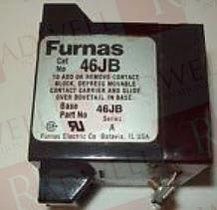 Furnas
Cat No 46JB
TO ADD OR REMOVE CONTACT
BLOCK, DEPRESS MOVABLE
CONTACT CARRIER AND SLIDE
OVER DOVETAIL IN BASE.
Base Part No 46JB
Series A
Furnas Electric Co Batavia, IL. USA